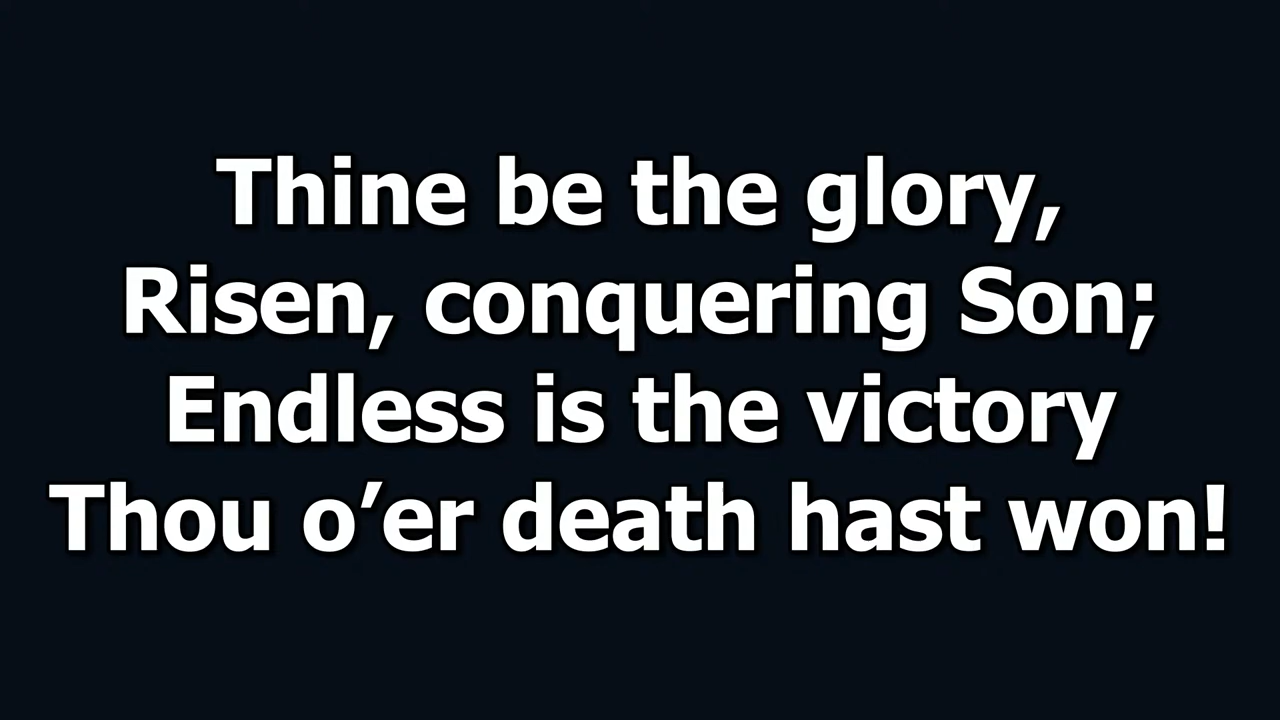 Thine be the glory,
Risen, conquering Son;
Endless is the victory
Thou o’er death hast won!